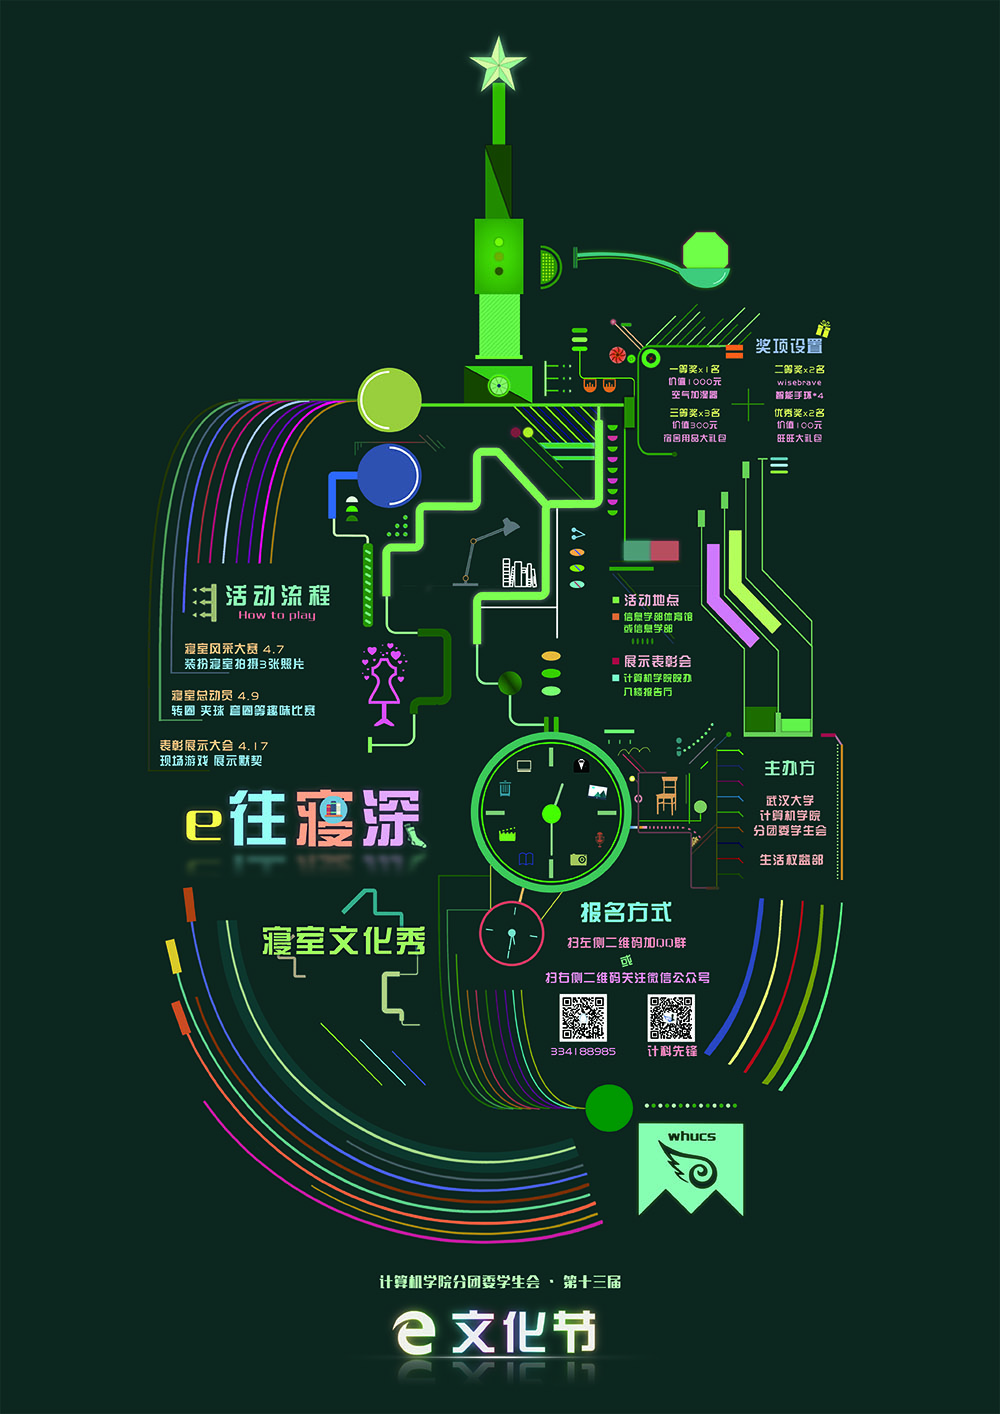 奖项设置
一等奖x1名
价值1000元
空气加湿器
二等奖x2名
wisebrave
智能手环*4
三等奖x3名
价值300元
宿舍用品大礼包
优秀奖x2名
价值100元
旺旺大礼包
活动流程
How to play
寝室风采大赛 4.7
装扮寝室拍摄3张照片
寝室总动员 4.9
转圈 夹球 套圈等趣味比赛
表彰展示大会 4.17
现场游戏 展示默契
活动地点
信息学部体育馆
或信息学部
展示表彰会
计算机学院院办
八楼报告厅
主办方
武汉大学
计算机学院
分团委学生会
生活权益部
e往寝深
寝室文化秀
报名方式
扫左侧二维码加QQ群
或
扫右侧二维码关注微信公众号
334188985
计科先锋
whucs
计算机学院分团委学生会 · 第十三届
e文化节